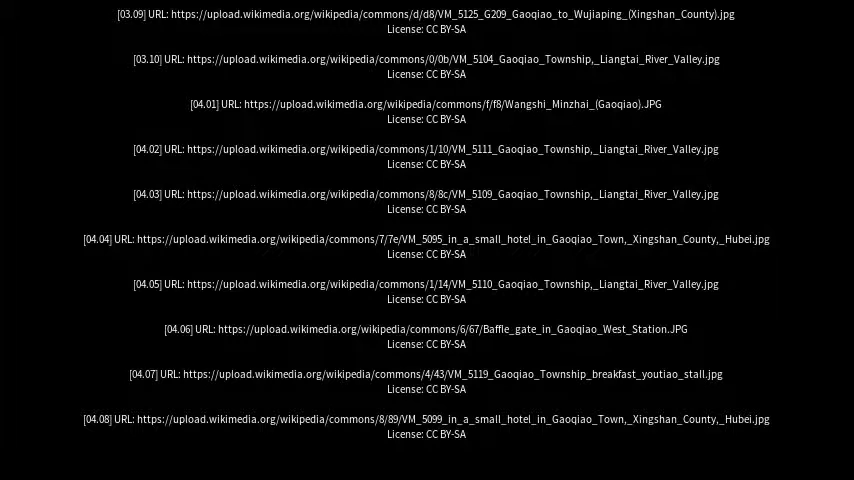 [03.09] URL: https://upload.wikimedia.org/wikipedia/commons/d/d8/VM_5125_G209_Gaoqiao_to_Wujiaping_(Xingshan_County).jpg
License: CC BY-SA
[03.10] URL: https://upload.wikimedia.org/wikipedia/commons/0/0b/VM_5104_Gaoqiao_Township,_Liangtai_River_Valley.jpg
License: CC BY-SA
[04.01] URL: https://upload.wikimedia.org/wikipedia/commons/f/f8/Wangshi_Minzhai_(Gaoqiao).JPG
License: CC BY-SA
[04.02] URL: https://upload.wikimedia.org/wikipedia/commons/1/10/VM_5111_Gaoqiao_Township,_Liangtai_River_Valley.jpg
License: CC BY-SA
[04.03] URL: https://upload.wikimedia.org/wikipedia/commons/8/8c/VM_5109_Gaoqiao_Township,_Liangtai_River_Valley.jpg
License: CC BY-SA
[04.04] URL: https://upload.wikimedia.org/wikipedia/commons/7/7e/VM_5095_in_a_small_hotel_in_Gaoqiao_Town,_Xingshan_County,_Hubei.jpg
License: CC BY-SA
[04.05] URL: https://upload.wikimedia.org/wikipedia/commons/1/14/VM_5110_Gaoqiao_Township,_Liangtai_River_Valley.jpg
License: CC BY-SA
[04.06] URL: https://upload.wikimedia.org/wikipedia/commons/6/67/Baffle_gate_in_Gaoqiao_West_Station.JPG
License: CC BY-SA
[04.07] URL: https://upload.wikimedia.org/wikipedia/commons/4/43/VM_5119_Gaoqiao_Township_breakfast_youtiao_stall.jpg
License: CC BY-SA
[04.08] URL: https://upload.wikimedia.org/wikipedia/commons/8/89/VM_5099_in_a_small_hotel_in_Gaoqiao_Town,_Xingshan_County,_Hubei.jpg
License: CC BY-SA